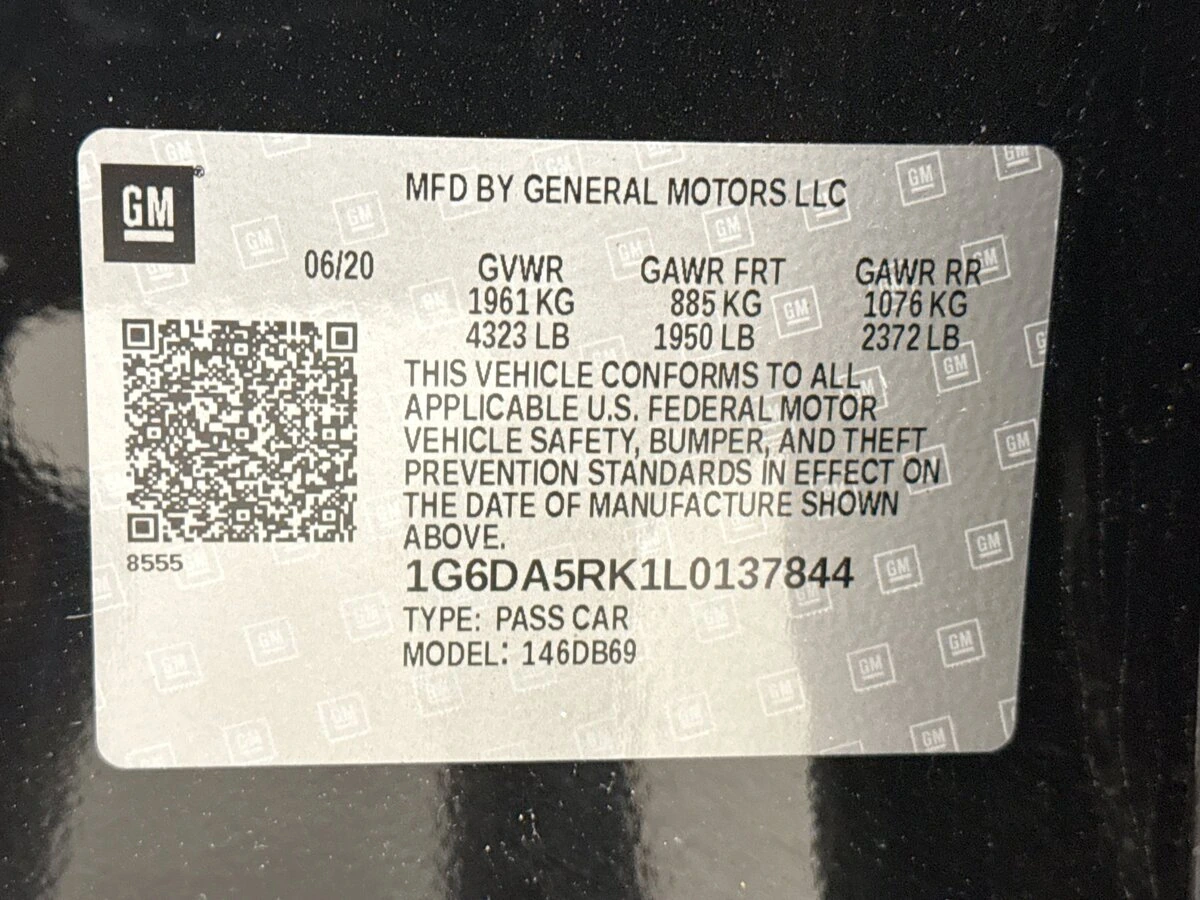 GM
MFD BY GENERAL MOTORS LLC
06/20 GVWR GAWR FRT GAWR RR
1961 KG 885 KG 1076 KG
4323 LB 1950 LB 2372 LB
THIS VEHICLE CONFORMS TO ALL
APPLICABLE U.S. FEDERAL MOTOR
VEHICLE SAFETY, BUMPER, AND THEFT
PREVENTION STANDARDS IN EFFECT ON
THE DATE OF MANUFACTURE SHOWN
ABOVE.
8555
1G6DA5RK1L0137844
TYPE: PASS CAR
MODEL: 146DB69